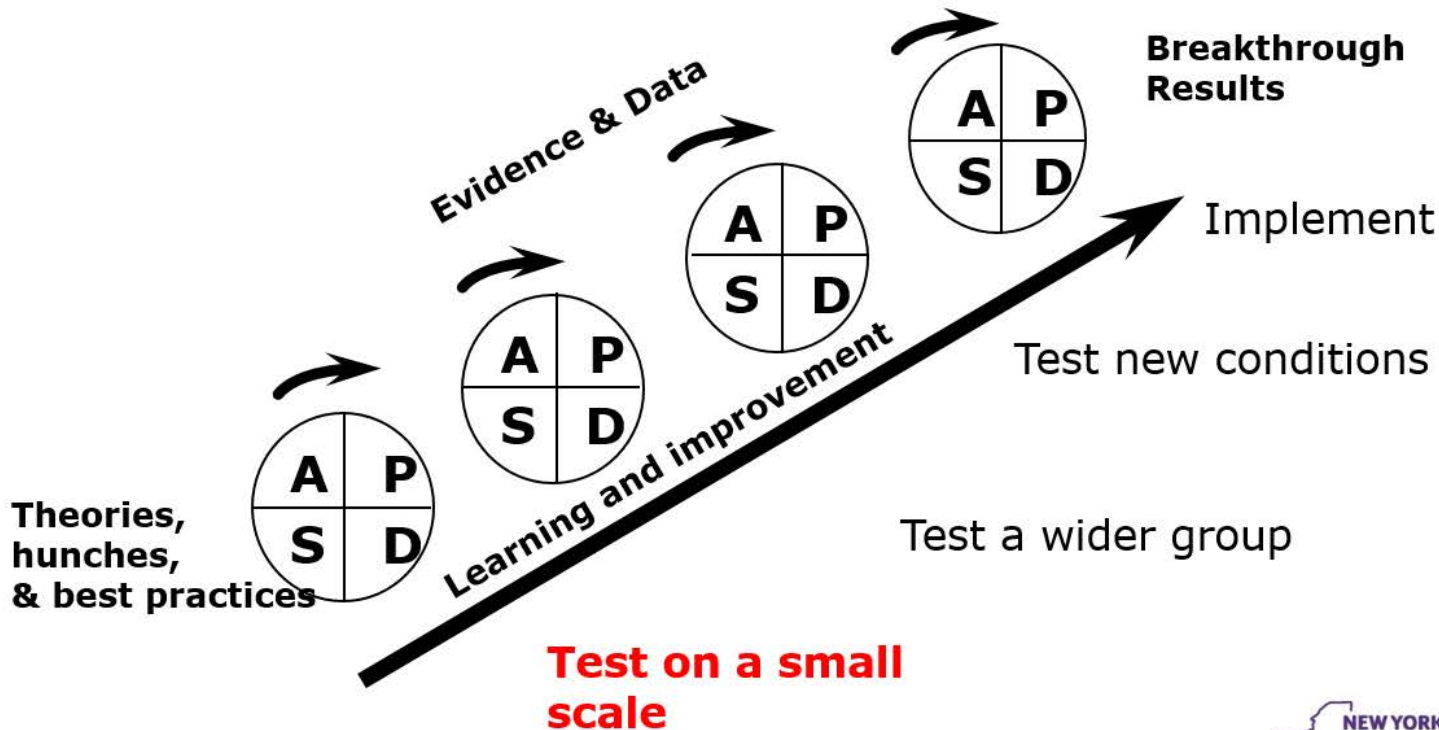 Breakthrough
Results
Evidence & Data
A P
S D
Implement
A P
S D
Test new conditions
A P
S D
Learning and improvement
Test a wider group
A P
S D
Theories,
hunches,
& best practices
Test on a small
scale
NEW YORK